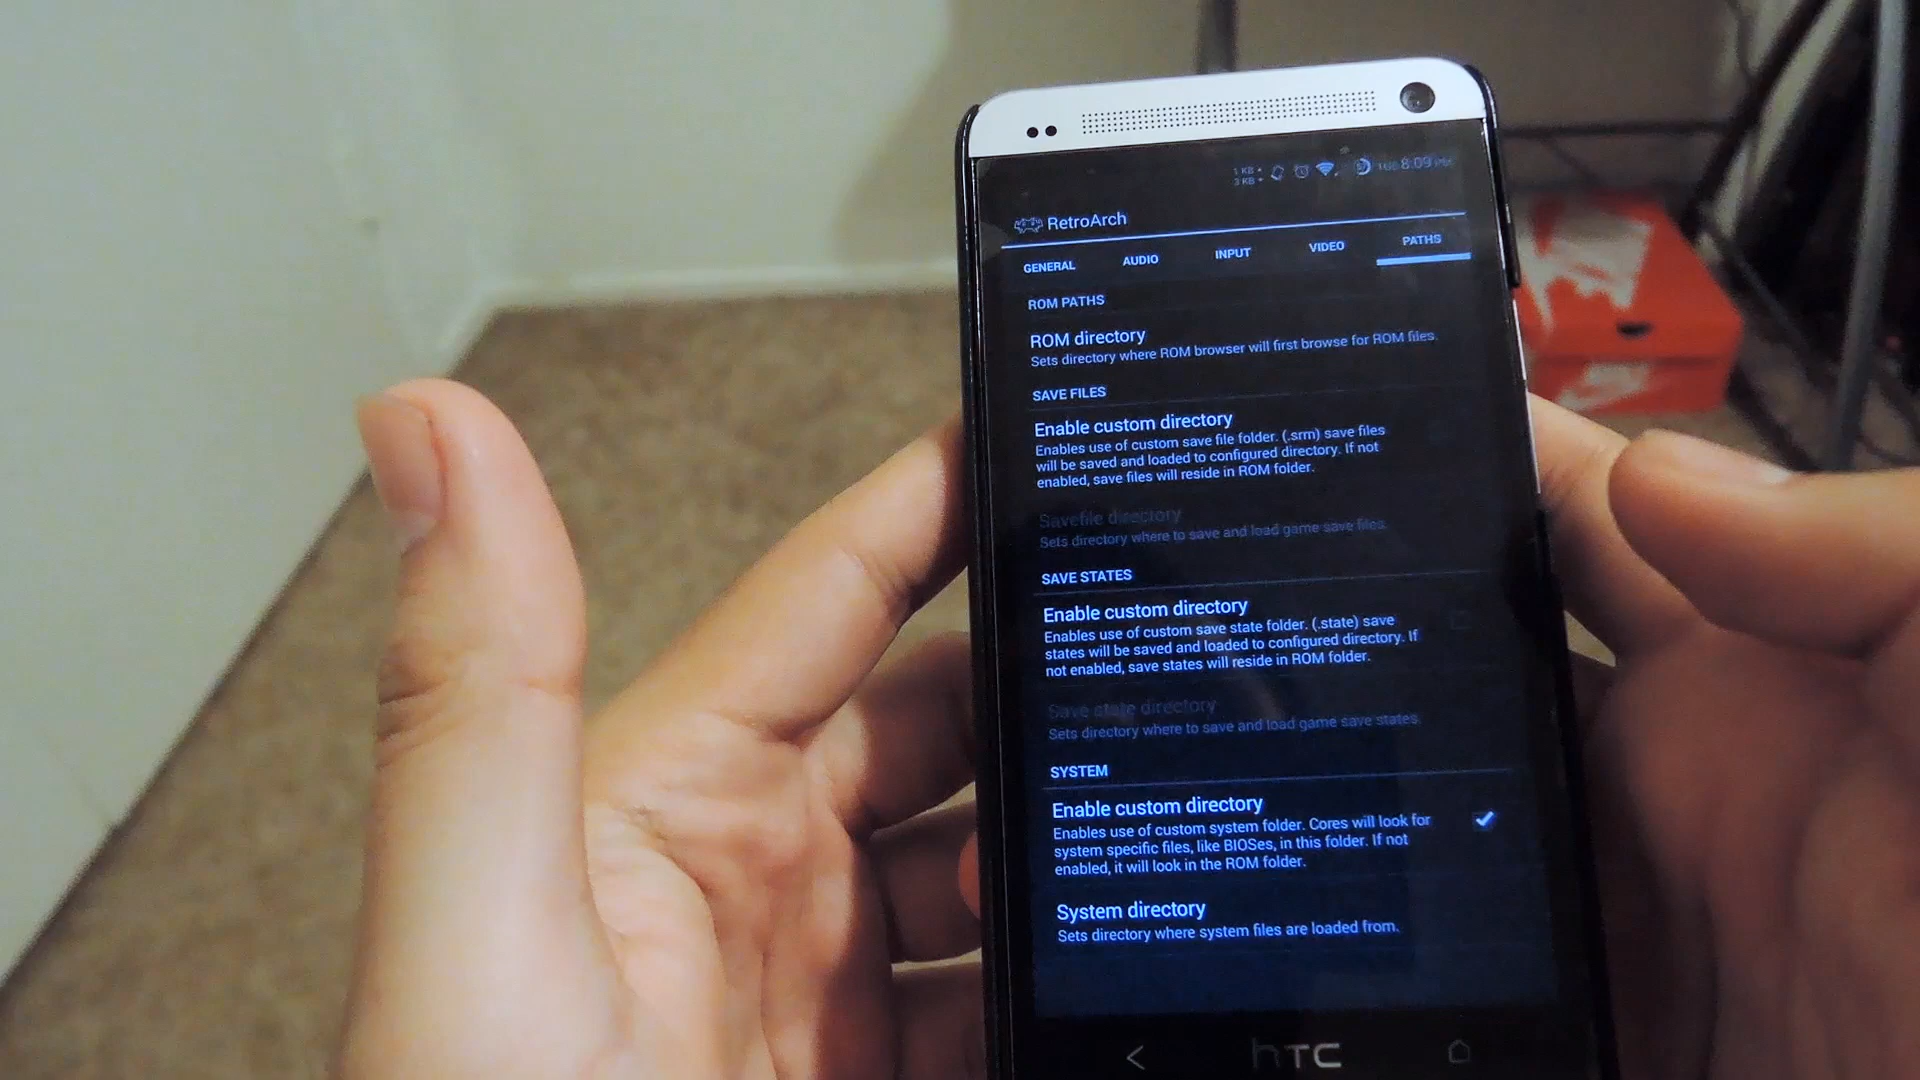 1 KB
3 KB
8:09 PM
RetroArch
GENERAL AUDIO INPUT VIDEO PATHS
ROM PATHS
ROM directory
Sets directory where ROM browser will first browse for ROM files.
SAVE FILES
Enable custom directory
Enables use of custom save file folder. (.srm) save files
will be saved and loaded to configured directory. If not
enabled, save files will reside in ROM folder.
Savefile directory
Sets directory where to save and load game save files.
SAVE STATES
Enable custom directory
Enables use of custom save state folder. (.state) save
states will be saved and loaded to configured directory. If
not enabled, save states will reside in ROM folder.
Save state directory
Sets directory where to save and load game save states
SYSTEM
Enable custom directory
Enables use of custom system folder. Cores will look for
system specific files, like BIOSes, in this folder. If not
enabled, it will look in the ROM folder.
System directory
Sets directory where system files are loaded from.
hTC